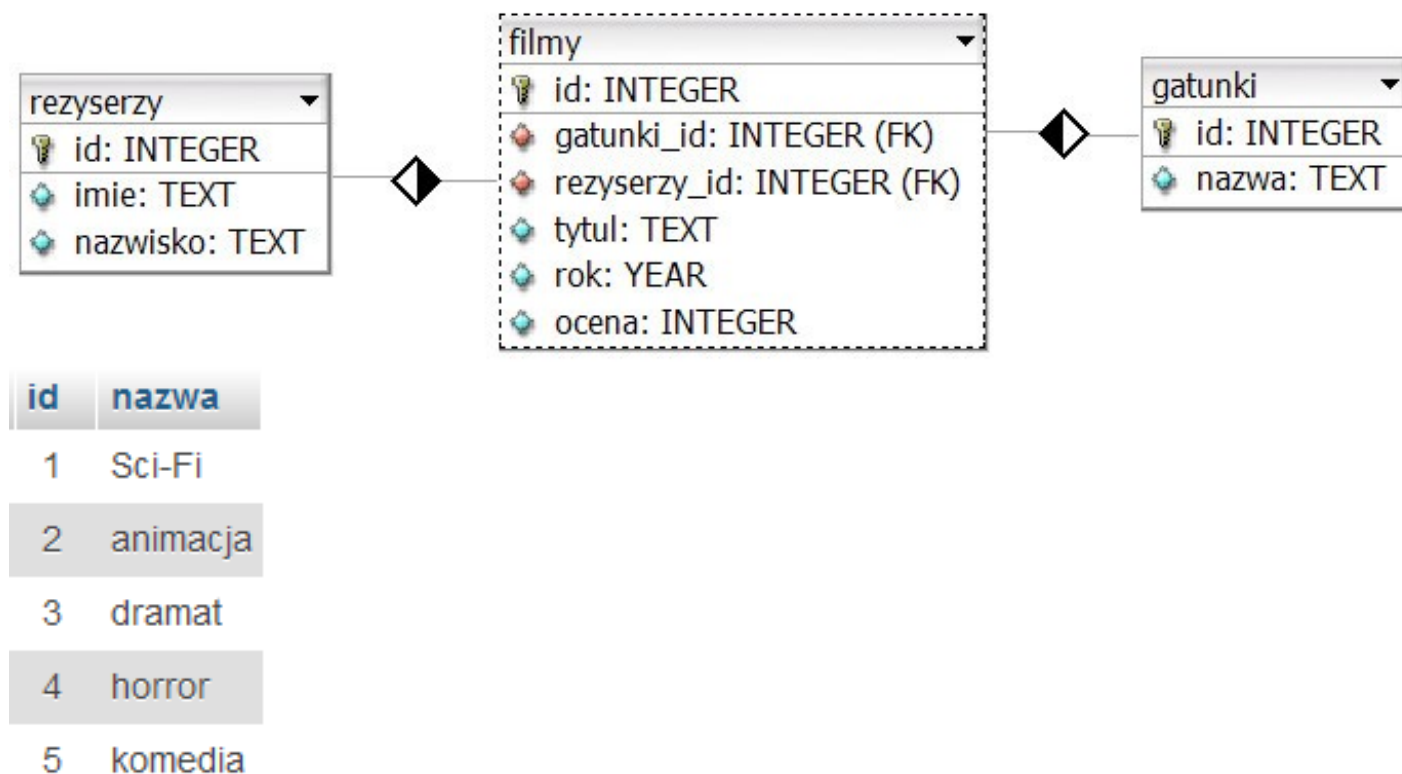 rezyserzy
id: INTEGER
imie: TEXT
nazwisko: TEXT
filmy
id: INTEGER
gatunki_id: INTEGER (FK)
rezyserzy_id: INTEGER (FK)
tytul: TEXT
rok: YEAR
ocena: INTEGER
gatunki
id: INTEGER
nazwa: TEXT
id nazwa
1 Sci-Fi
2 animacja
3 dramat
4 horror
5 komedia